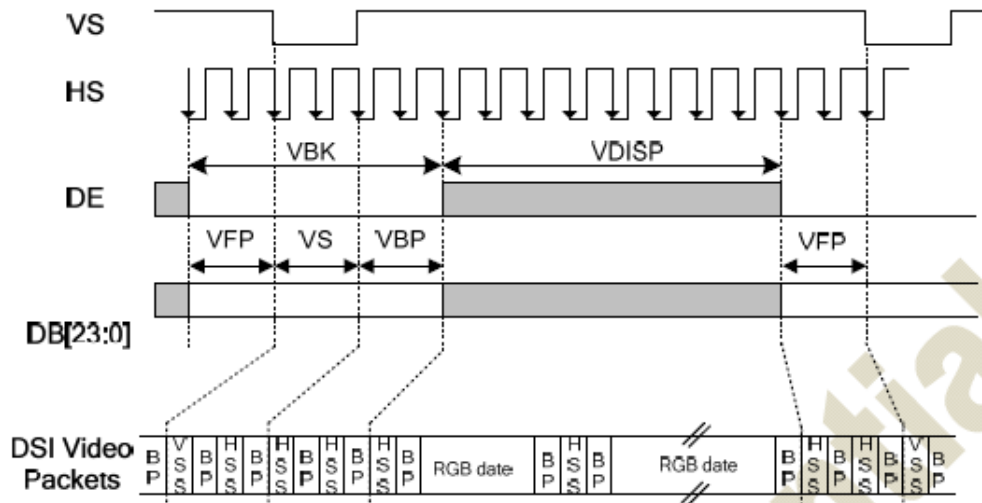 VS
HS
VBK
VDISP
DE
VFP
VS
VBP
VFP
DB[23:0]
DSI Video
Packets
BP
VSS
BP
HSS
BP
HSS
BP
HSS
BP
HSS
BP
RGB date
BP
HSS
BP
RGB date
BP
HSS
BP
HSS
BP
VSS
BP